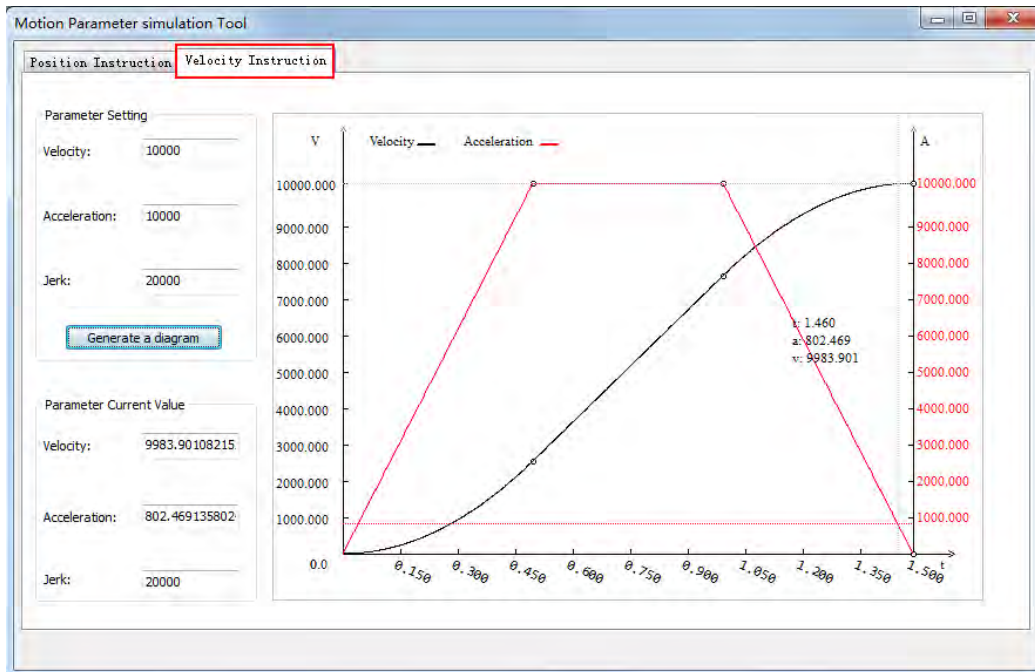 Motion Parameter simulation Tool
Position Instruction
Velocity Instruction
Parameter Setting
Velocity: 10000
Acceleration: 10000
Jerk: 20000
Generate a diagram
Parameter Current Value
Velocity: 9983.90108215
Acceleration: 802.469135802
Jerk: 20000
V
Velocity
Acceleration
A
10000.000
9000.000
8000.000
7000.000
6000.000
5000.000
4000.000
3000.000
2000.000
1000.000
0.0
t: 1.460
a: 802.469
v: 9983.901
10000.000
9000.000
8000.000
7000.000
6000.000
5000.000
4000.000
3000.000
2000.000
1000.000
t
0.150 0.300 0.450 0.600 0.750 0.900 1.050 1.200 1.350 1.500